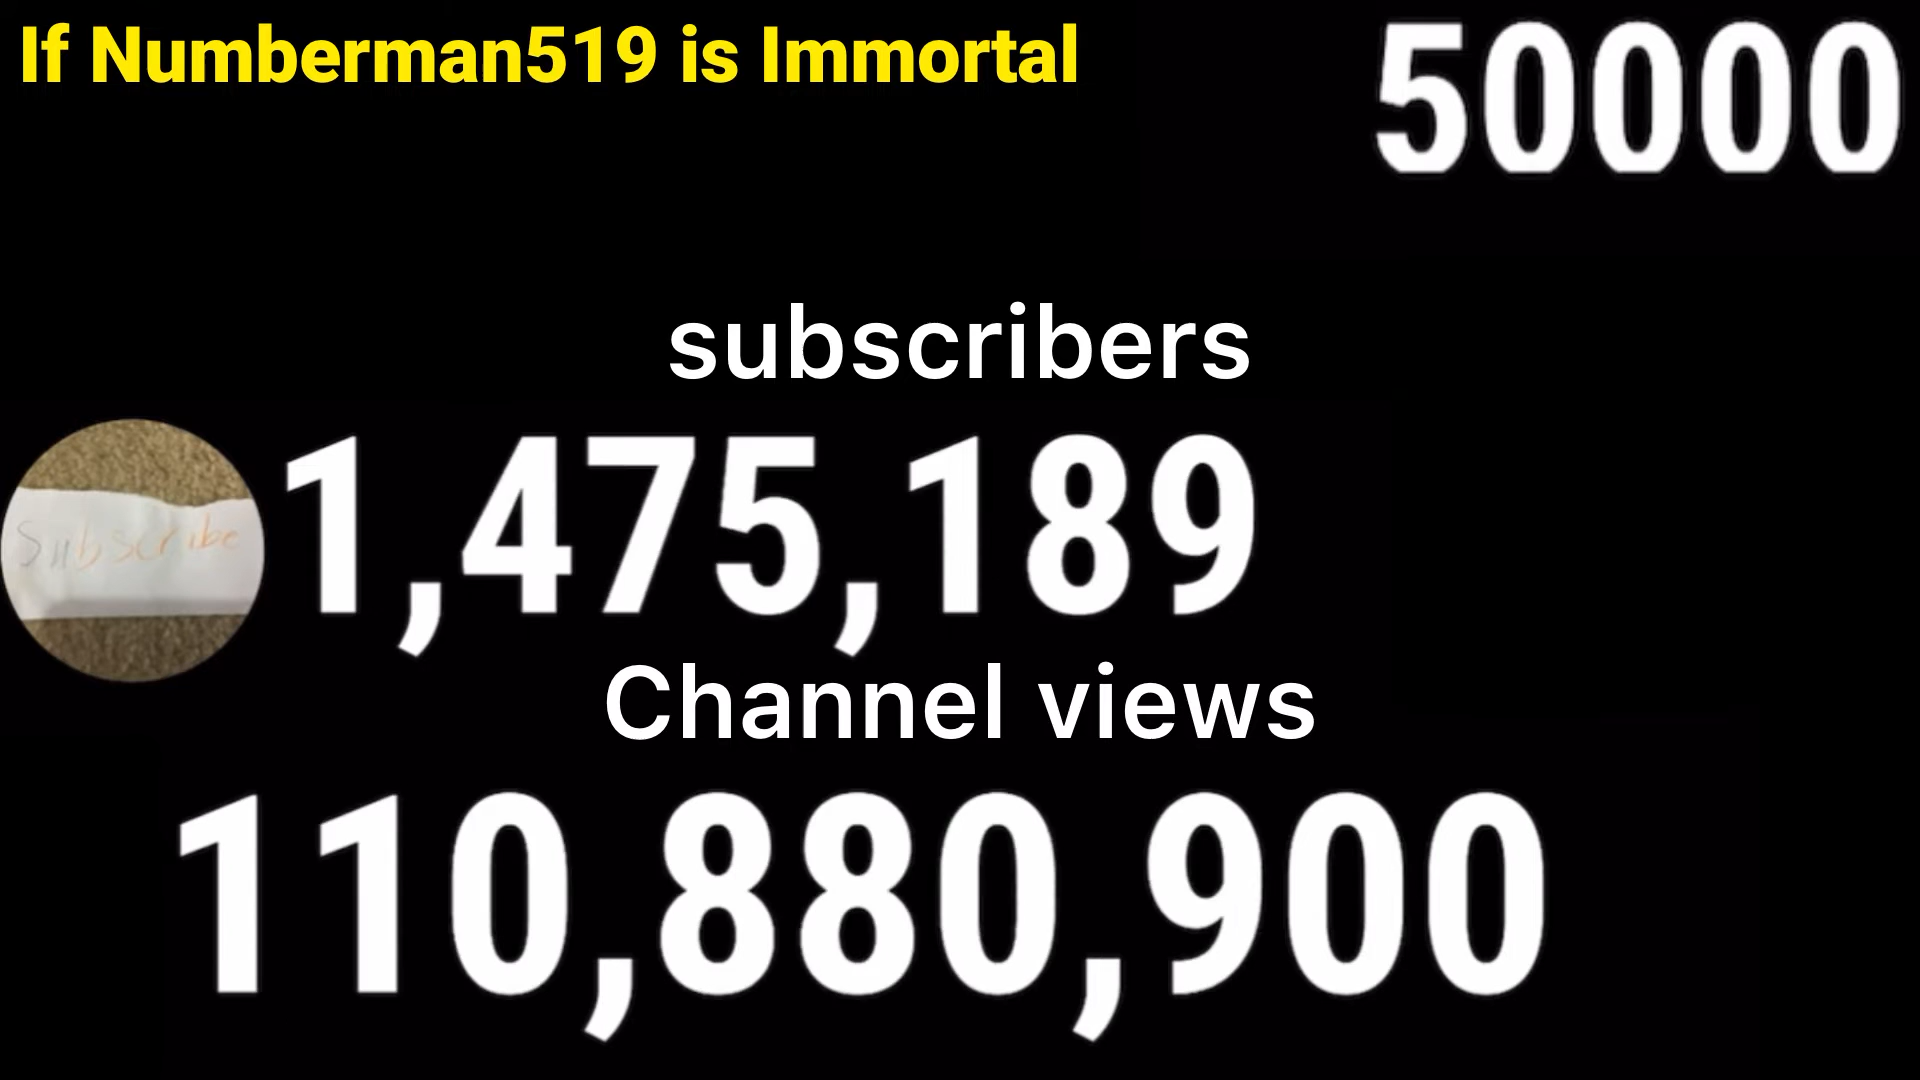 If Numberman519 is Immortal
50000
subscribers
Subscribe
1,475,189
Channel views
110,880,900